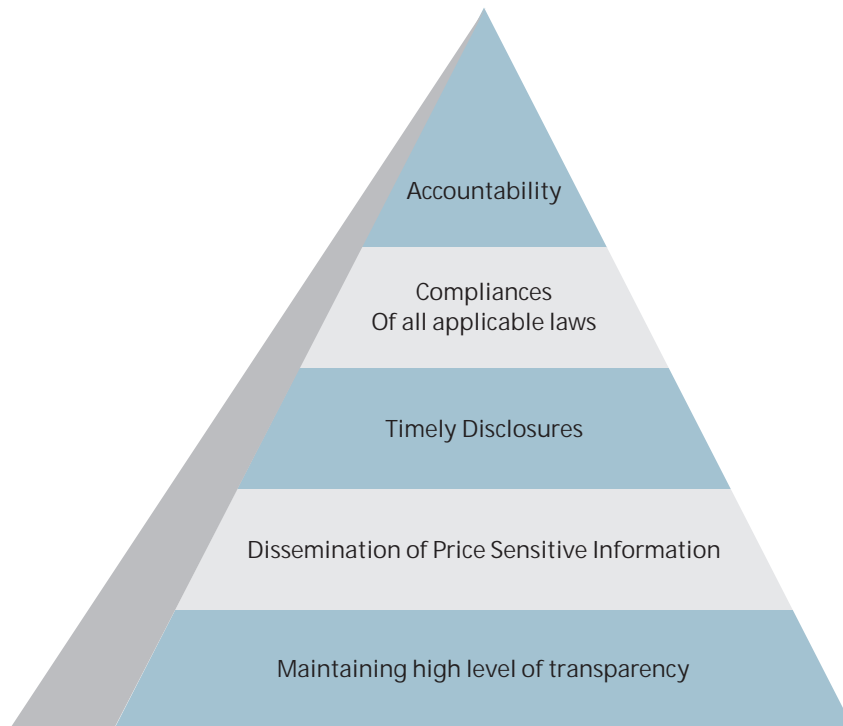 Accountability
Compliances
Of all applicable laws
Timely Disclosures
Dissemination of Price Sensitive Information
Maintaining high level of transparency